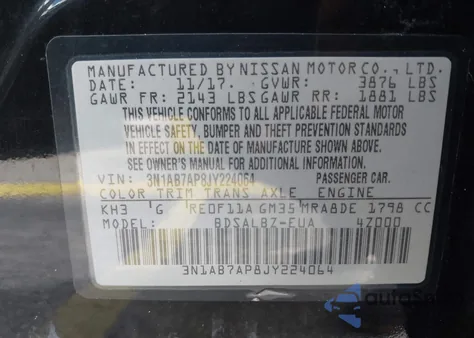 MANUFACTURED BY NISSAN MOTOR CO., LTD.
DATE: 11/17. GVWR: 3876 LBS
GAWR FR: 2143 LBS GAWR RR: 1881 LBS
THIS VEHICLE CONFORMS TO ALL APPLICABLE FEDERAL MOTOR
VEHICLE SAFETY, BUMPER AND THEFT PREVENTION STANDARDS
IN EFFECT ON THE DATE OF MANUFACTURE SHOWN ABOVE.
SEE OWNER'S MANUAL FOR ADDITIONAL INFORMATION.
VIN: 3N1AB7AP8JY224064 PASSENGER CAR.
COLOR TRIM TRANS AXLE ENGINE
KH3 'G 'RE0F11A GM35 'MRA8DE 1798 CC
MODEL: BDSALBZ-EUA 4Z000
3N1AB7AP8JY224064